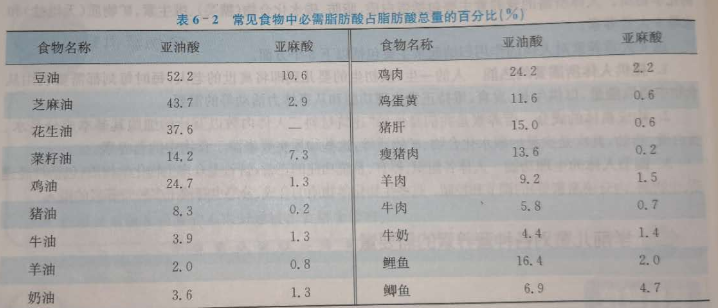 表 6-2 常见食物中必需脂肪酸占脂肪酸总量的百分比(%)
食物名称 亚油酸 亚麻酸 食物名称 亚油酸 亚麻酸
豆油 52.2 10.6 鸡肉 24.2 2.2
芝麻油 43.7 2.9 鸡蛋黄 11.6 0.6
花生油 37.6 — 猪肝 15.0 0.6
菜籽油 14.2 7.3 瘦猪肉 13.6 0.2
鸡油 24.7 1.3 羊肉 9.2 1.5
猪油 8.3 0.2 牛肉 5.8 0.7
牛油 3.9 1.3 牛奶 4.4 1.4
羊油 2.0 0.8 鲤鱼 16.4 2.0
奶油 3.6 1.3 鲫鱼 6.9 4.7